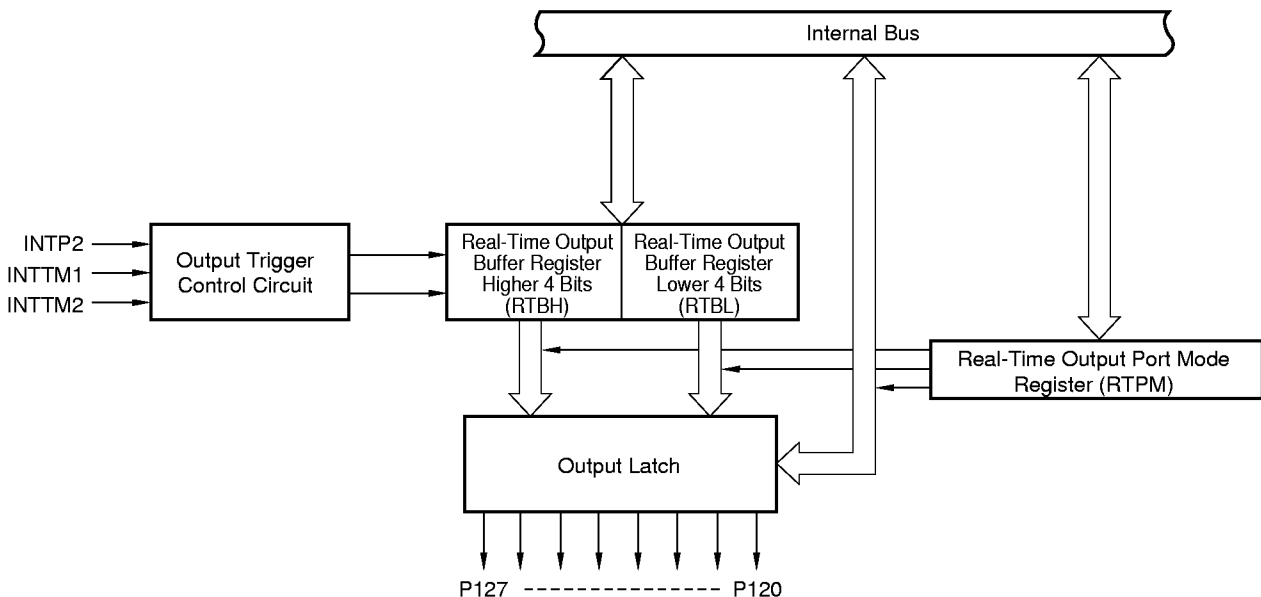 Internal Bus
INTP2
INTTM1
INTTM2
Output Trigger
Control Circuit
Real-Time Output
Buffer Register
Higher 4 Bits
(RTBH)
Real-Time Output
Buffer Register
Lower 4 Bits
(RTBL)
Real-Time Output Port Mode
Register (RTPM)
Output Latch
P127
P120